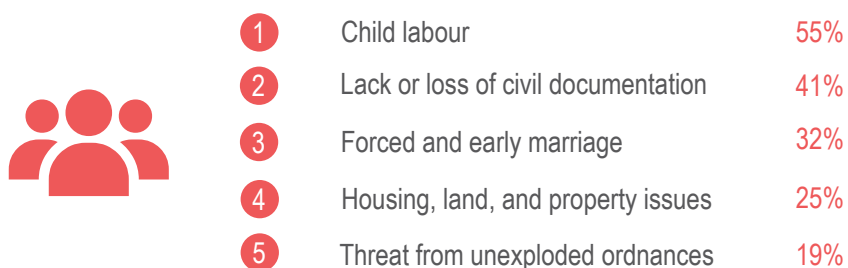 1 Child labour 55%
2 Lack or loss of civil documentation 41%
3 Forced and early marriage 32%
4 Housing, land, and property issues 25%
5 Threat from unexploded ordnances 19%